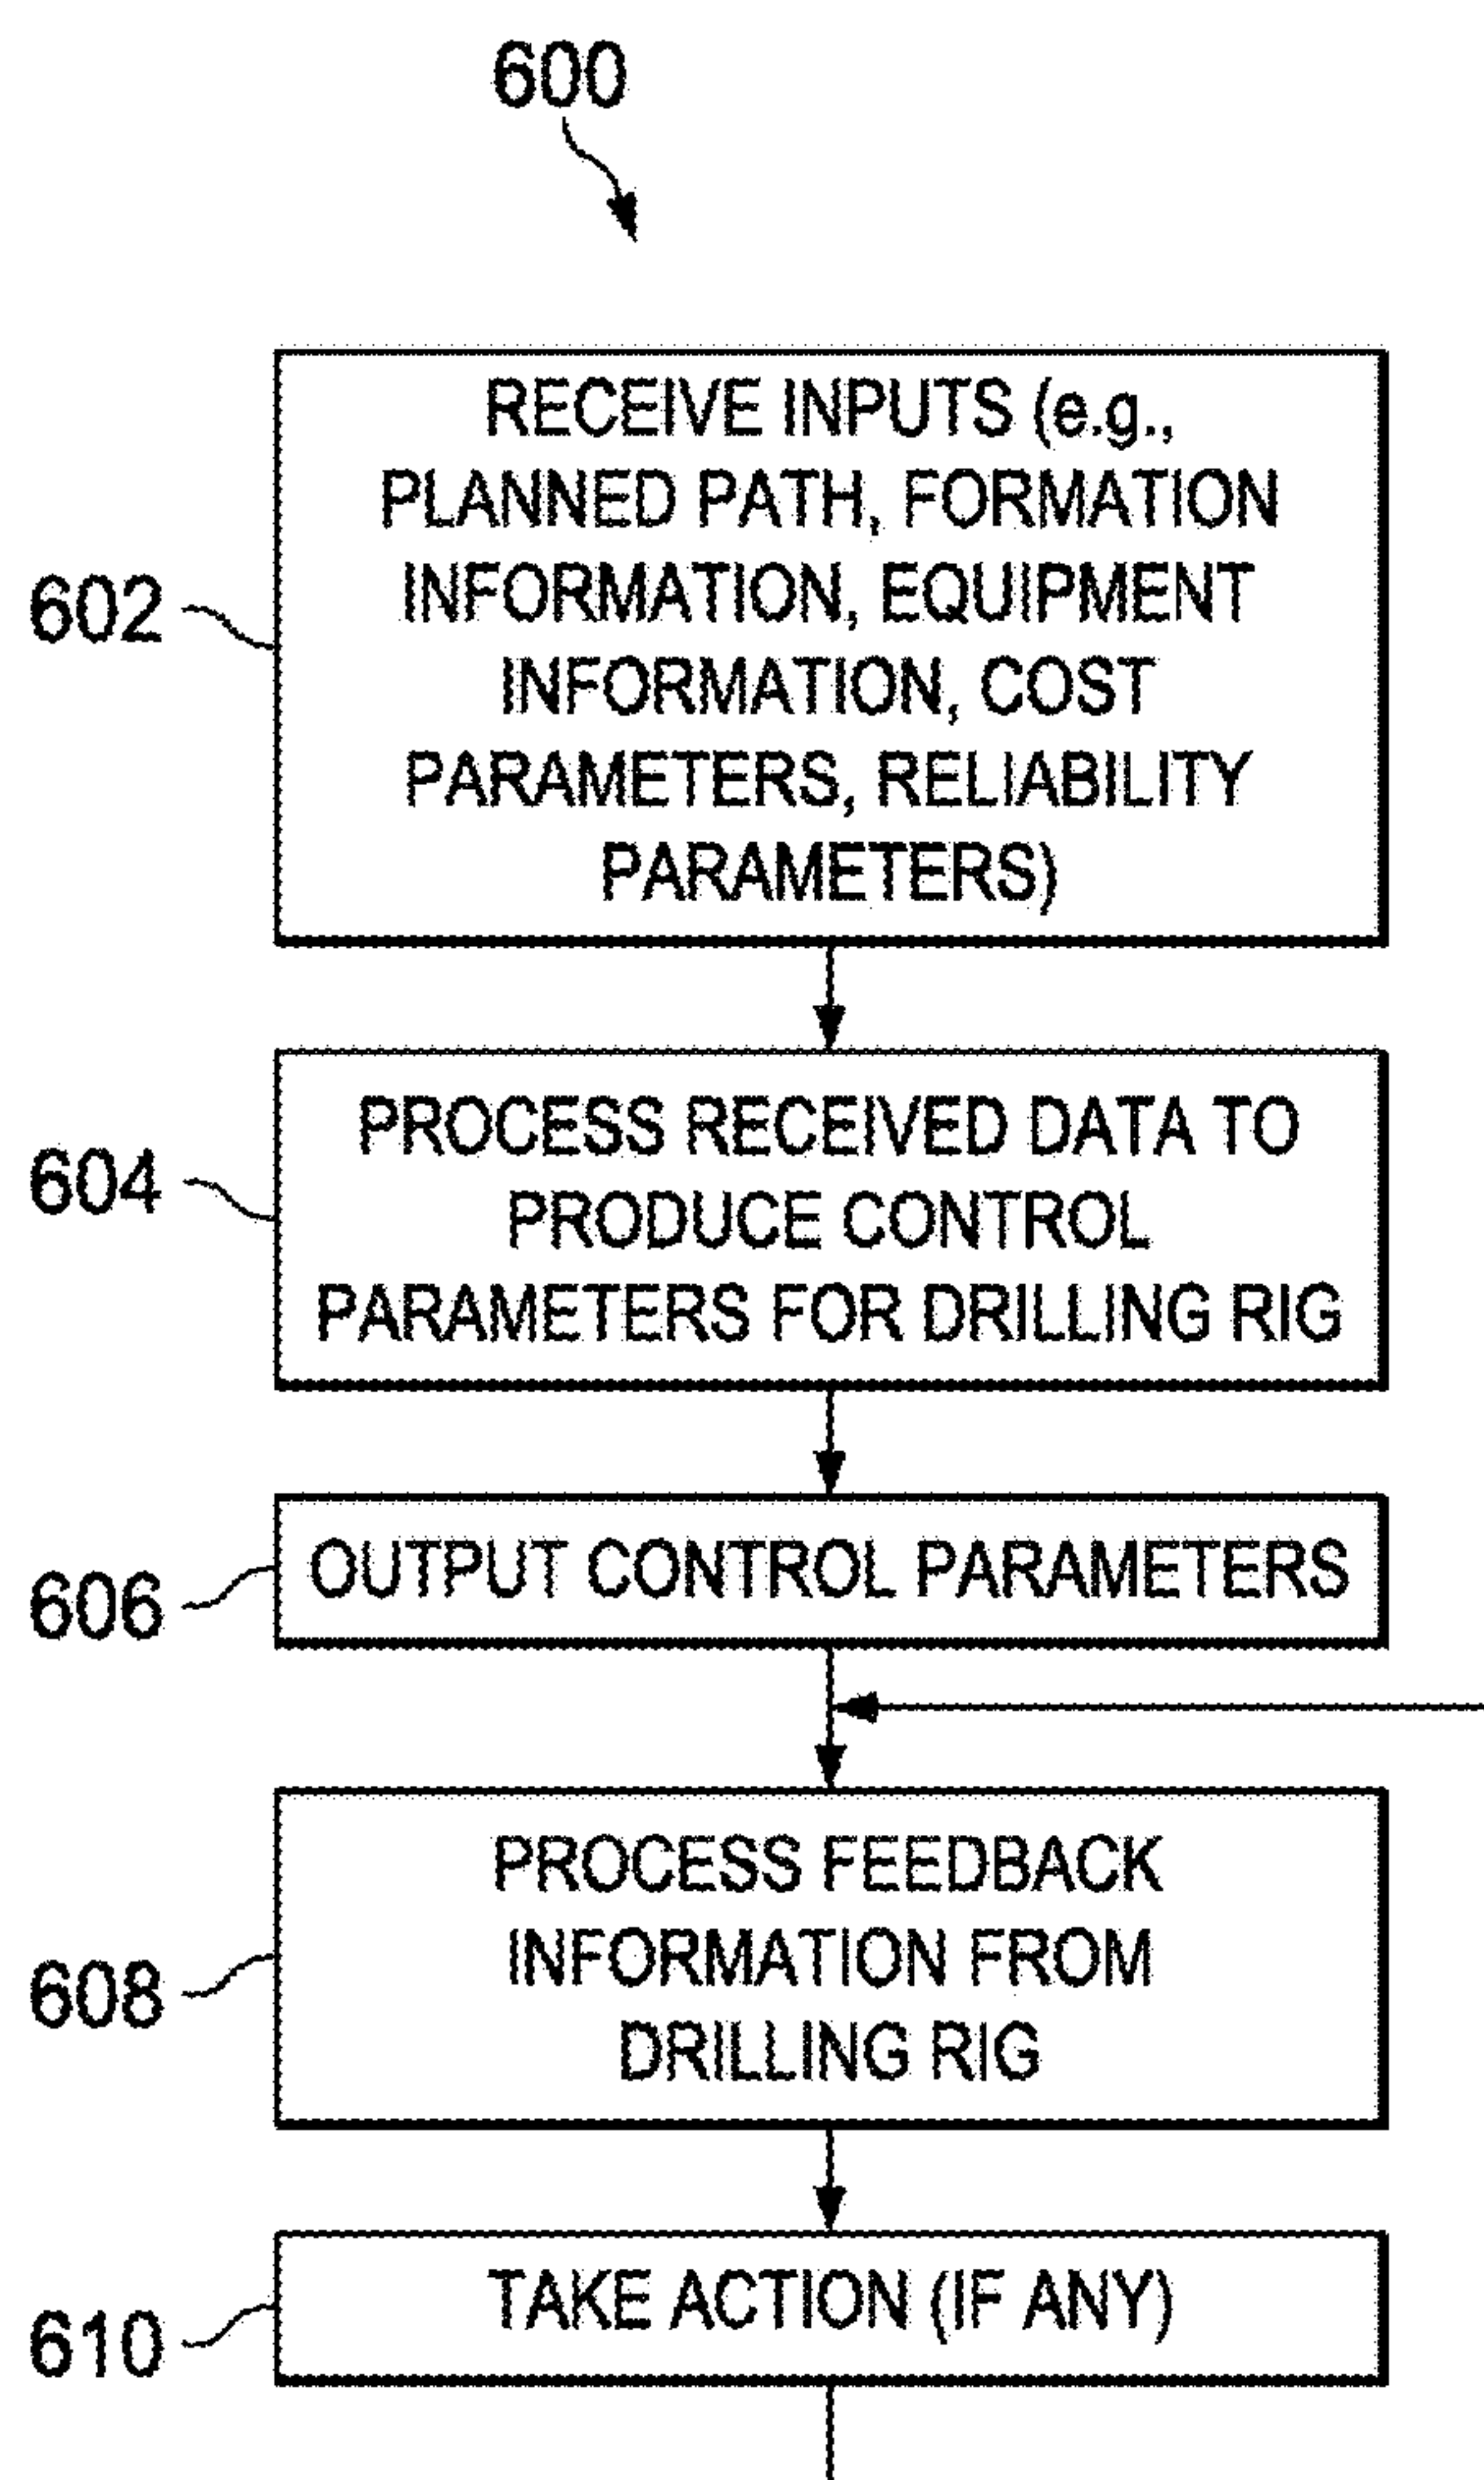 600
602
RECEIVE INPUTS (e.g.,
PLANNED PATH, FORMATION
INFORMATION, EQUIPMENT
INFORMATION, COST
PARAMETERS, RELIABILITY
PARAMETERS)
604
PROCESS RECEIVED DATA TO
PRODUCE CONTROL
PARAMETERS FOR DRILLING RIG
606
OUTPUT CONTROL PARAMETERS
608
PROCESS FEEDBACK
INFORMATION FROM
DRILLING RIG
610
TAKE ACTION (IF ANY)